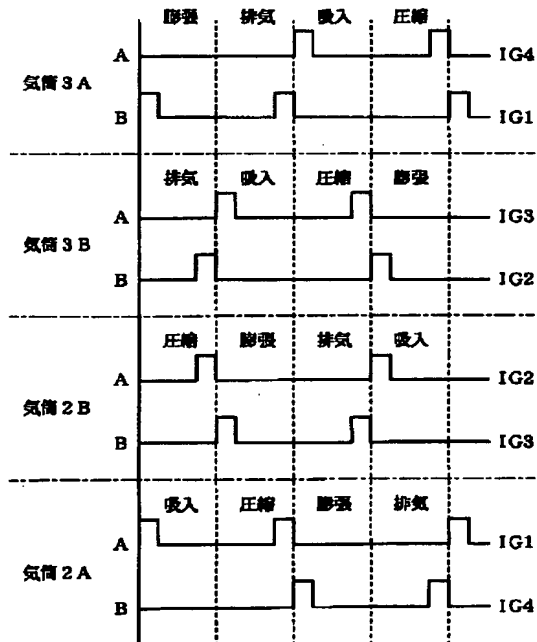 膨張 排気 吸入 圧縮
A IG4
気筒3A
B IG1
排気 吸入 圧縮 膨張
A IG3
気筒3B
B IG2
圧縮 膨張 排気 吸入
A IG2
気筒2B
B IG3
吸入 圧縮 膨張 排気
A IG1
気筒2A
B IG4